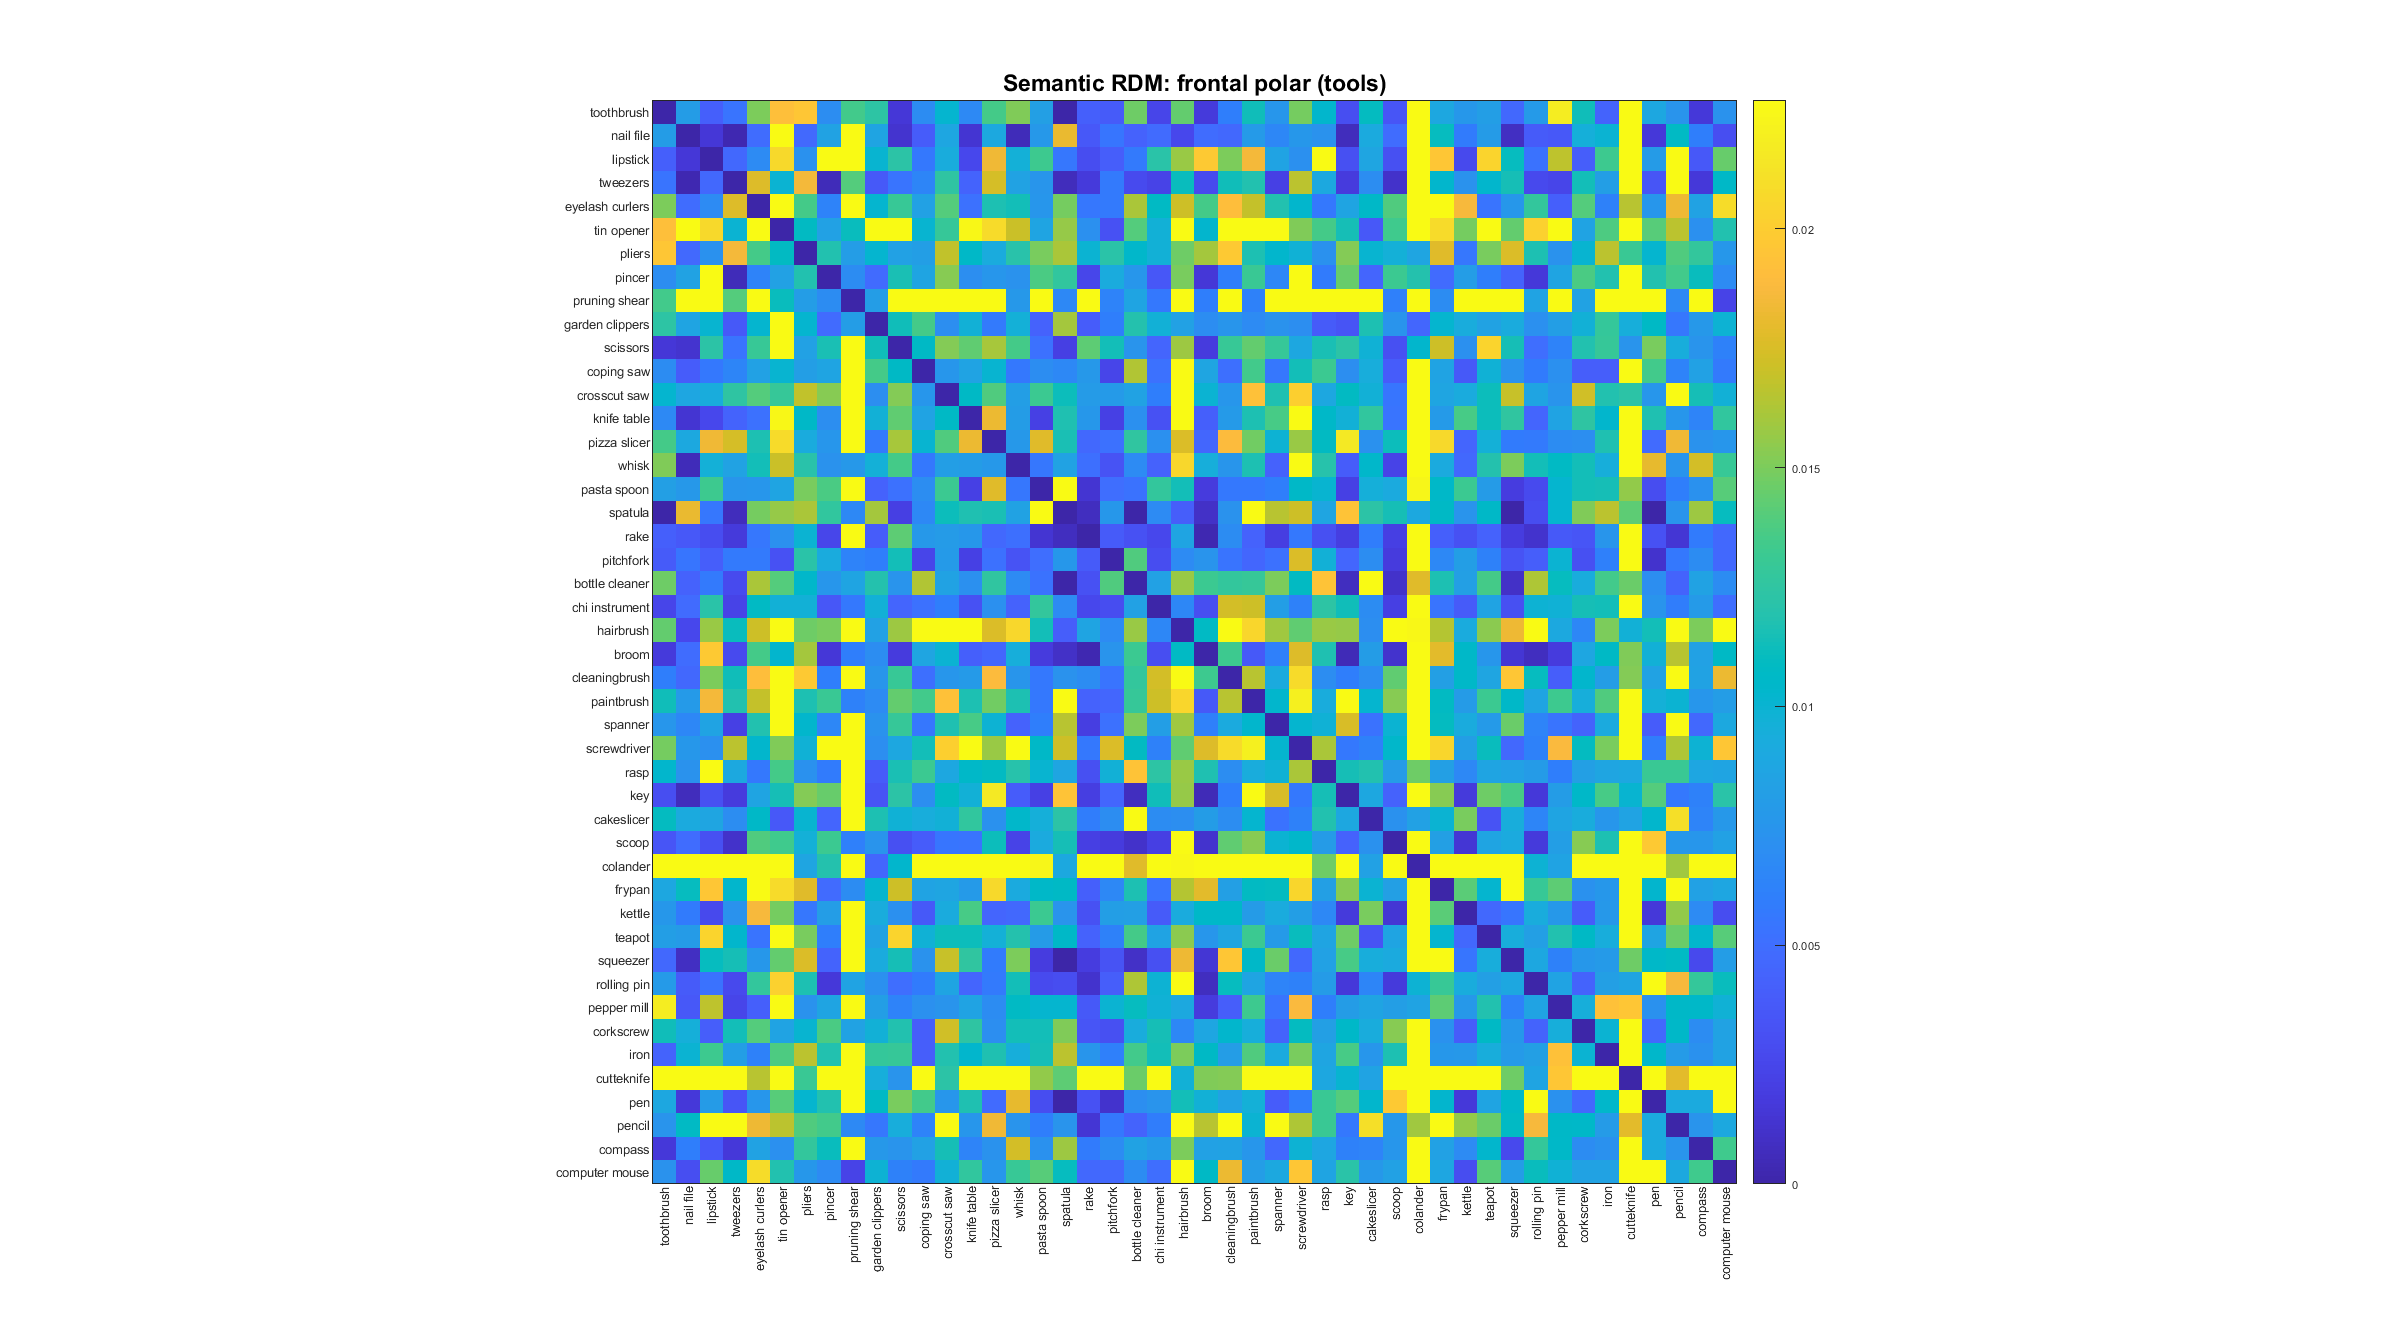 Semantic RDM: frontal polar (tools)
toothbrush
nail file
lipstick
tweezers
eyelash curlers
tin opener
pliers
pincer
pruning shear
garden clippers
scissors
coping saw
crosscut saw
knife table
pizza slicer
whisk
pasta spoon
spatula
rake
pitchfork
bottle cleaner
chi instrument
hairbrush
broom
cleaningbrush
paintbrush
spanner
screwdriver
rasp
key
cakeslicer
scoop
colander
frypan
kettle
teapot
squeezer
rolling pin
pepper mill
corkscrew
iron
cutteknife
pen
pencil
compass
computer mouse
toothbrush
nail file
lipstick
tweezers
eyelash curlers
tin opener
pliers
pincer
pruning shear
garden clippers
scissors
coping saw
crosscut saw
knife table
pizza slicer
whisk
pasta spoon
spatula
rake
pitchfork
bottle cleaner
chi instrument
hairbrush
broom
cleaningbrush
paintbrush
spanner
screwdriver
rasp
key
cakeslicer
scoop
colander
frypan
kettle
teapot
squeezer
rolling pin
pepper mill
corkscrew
iron
cutteknife
pen
pencil
compass
computer mouse
0.02
0.015
0.01
0.005
0